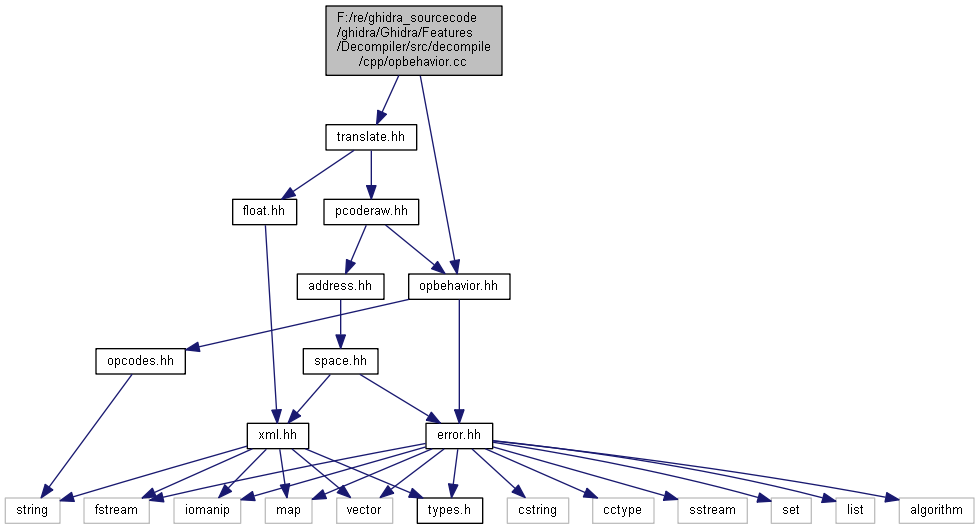 F:/re/ghidra_sourcecode
/ghidra/Ghidra/Features
/Decompiler/src/decompile
/cpp/opbehavior.cc
translate.hh
float.hh
pcoderaw.hh
address.hh
opbehavior.hh
opcodes.hh
space.hh
xml.hh
error.hh
string
fstream
iomanip
map
vector
types.h
cstring
cctype
sstream
set
list
algorithm